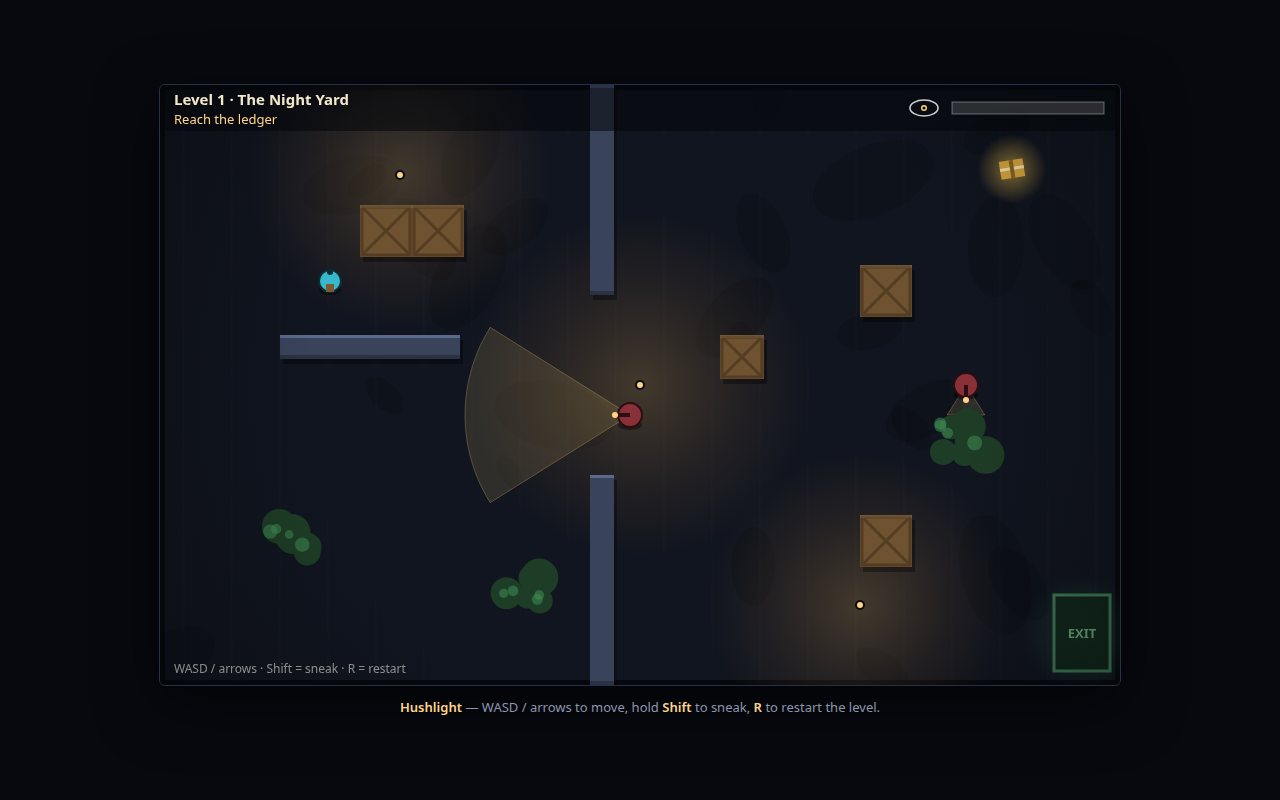 Level 1 · The Night Yard
Reach the ledger
EXIT
WASD / arrows · Shift = sneak · R = restart
Hushlight — WASD / arrows to move, hold Shift to sneak, R to restart the level.